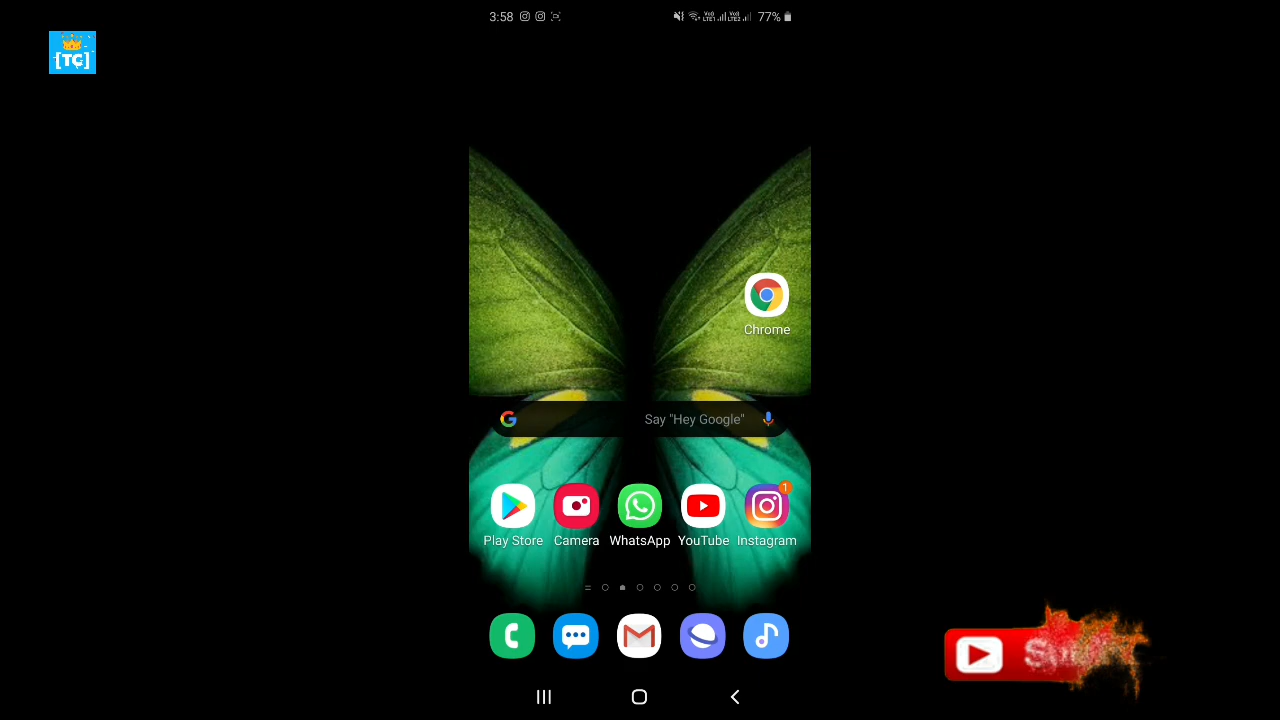 3:58
77%
[TC]
Chrome
Say "Hey Google"
1
Play Store Camera WhatsApp YouTube Instagram